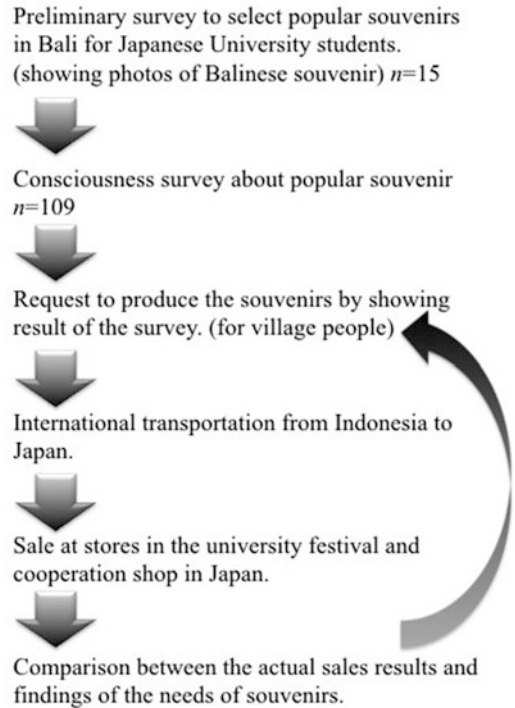 Preliminary survey to select popular souvenirs
in Bali for Japanese University students.
(showing photos of Balinese souvenir) n=15
Consciousness survey about popular souvenir
n=109
Request to produce the souvenirs by showing
result of the survey. (for village people)
International transportation from Indonesia to
Japan.
Sale at stores in the university festival and
cooperation shop in Japan.
Comparison between the actual sales results and
findings of the needs of souvenirs.